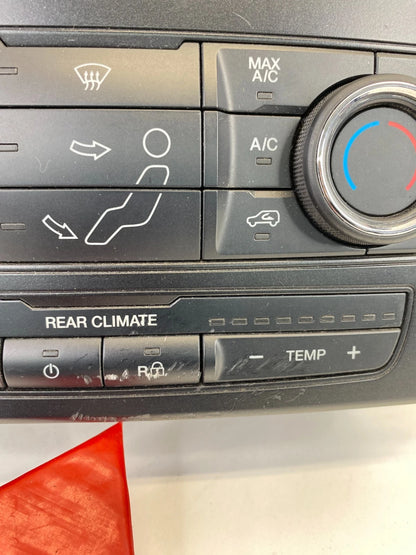 MAX
A/C
A/C
REAR CLIMATE
R
− TEMP +